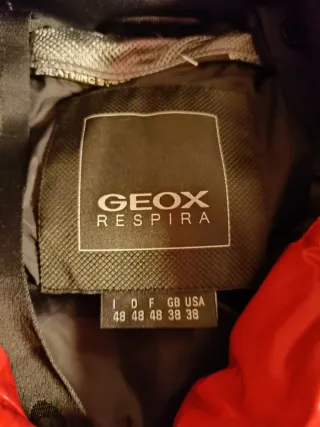 GEOX
RESPIRA
I D F GB USA
48 48 48 38 38